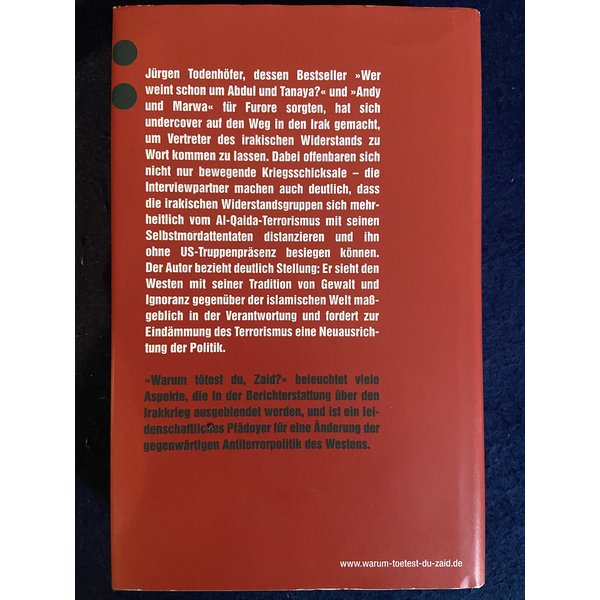 Jürgen Todenhöfer, dessen Bestseller »Wer
weint schon um Abdul und Tanaya?« und »Andy
und Marwa« für Furore sorgten, hat sich
undercover auf den Weg in den Irak gemacht,
um Vertreter des irakischen Widerstands zu
Wort kommen zu lassen. Dabei offenbaren sich
nicht nur bewegende Kriegsschicksale – die
Interviewpartner machen auch deutlich, dass
die irakischen Widerstandsgruppen sich mehr-
heitlich vom Al-Qaida-Terrorismus mit seinen
Selbstmordattentaten distanzieren und ihn
ohne US-Truppenpräsenz besiegen können.
Der Autor bezieht deutlich Stellung: Er sieht den
Westen mit seiner Tradition von Gewalt und
Ignoranz gegenüber der islamischen Welt maß-
geblich in der Verantwortung und fordert zur
Eindämmung des Terrorismus eine Neuausrich-
tung der Politik.
»Warum tötest du, Zaid?« beleuchtet viele
Aspekte, die in der Berichterstattung über den
Irakkrieg ausgeblendet werden, und ist ein lei-
denschaftliches Plädoyer für eine Änderung der
gegenwärtigen Antiterrorpolitik des Westens.
www.warum-toetest-du-zaid.de